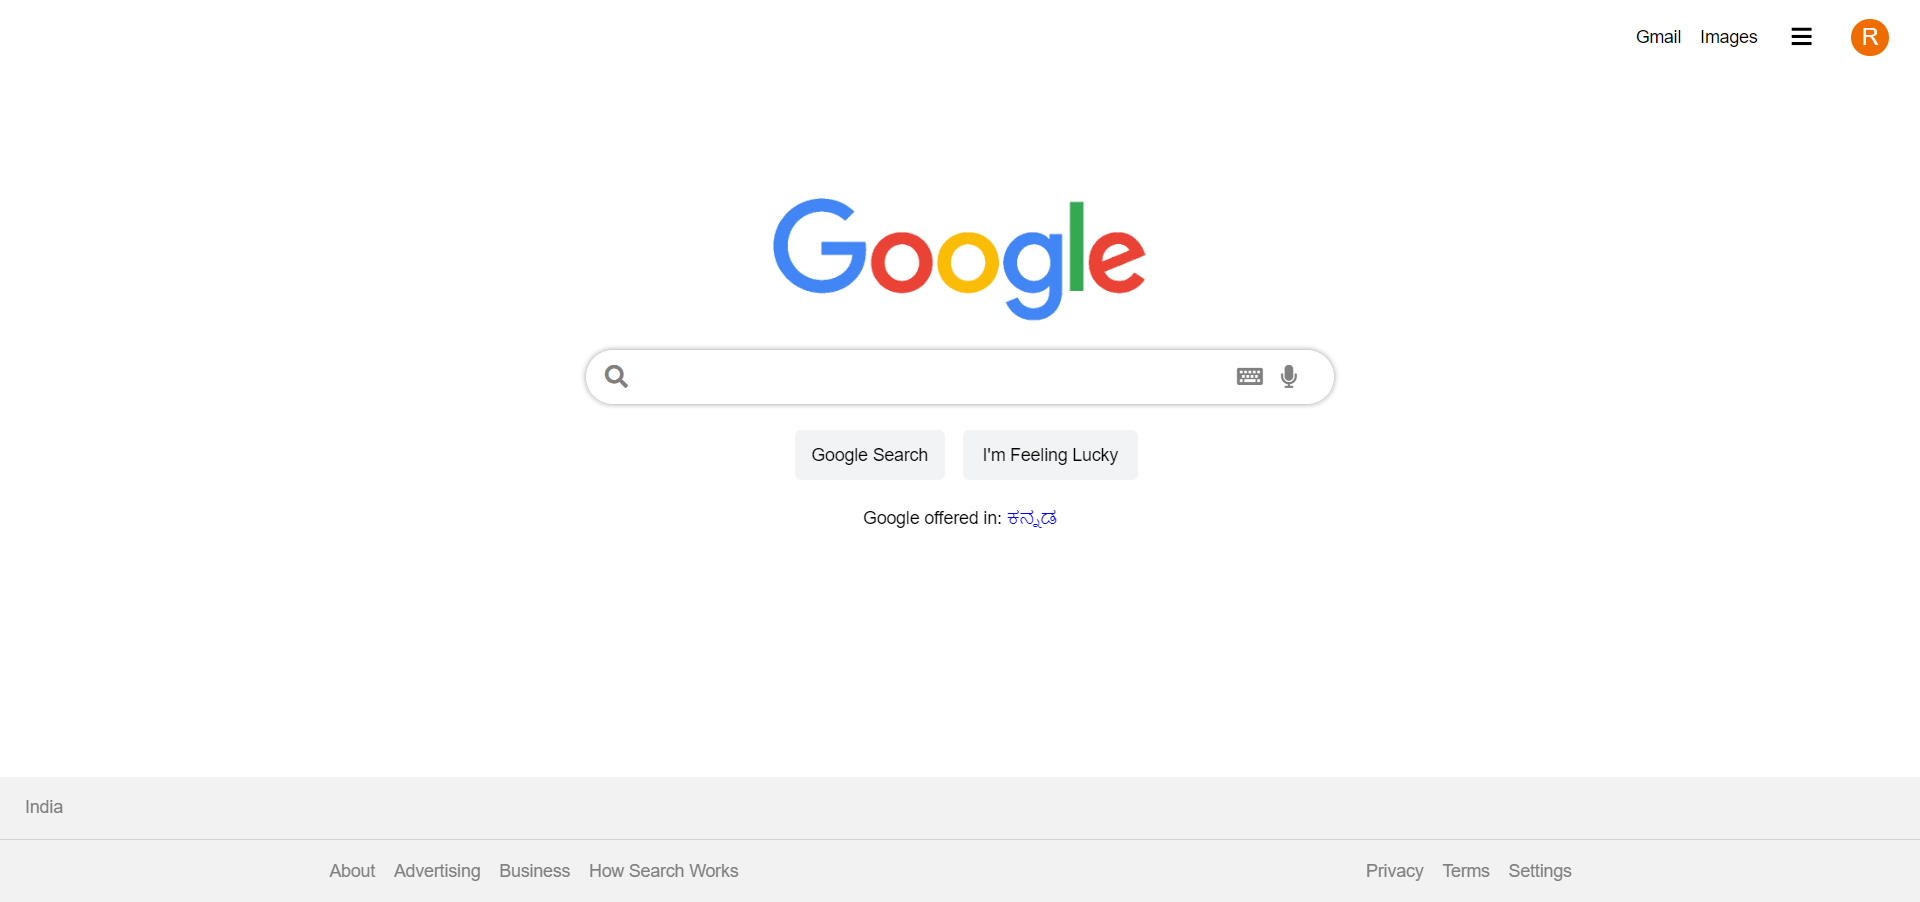 Gmail Images R
Google
Google Search I'm Feeling Lucky
Google offered in: ಕನ್ನಡ
India
About Advertising Business How Search Works Privacy Terms Settings